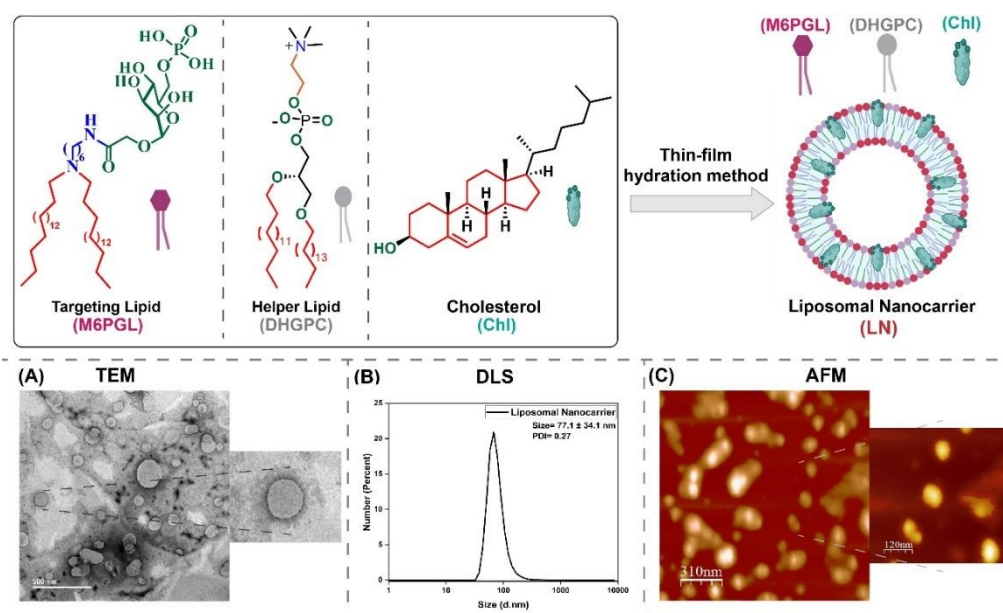 (M6PGL)
(DHGPC)
(Chl)
HO
O
P
OH
OH
HO
HO
O
H
O
OH
OH
H
N
O
O
O
6
N
12
12
Targeting Lipid
(M6PGL)
+
N
O
O
-
P
O
O
O
O
11
13
Helper Lipid
(DHGPC)
H
H
H
H
HO
Cholesterol
(Chl)
Thin-film
hydration method
Liposomal Nanocarrier
(LN)
(A)
TEM
500 nm
(B)
DLS
Liposomal Nanocarrier
Size= 77.1 ± 34.1 nm
PDI= 0.27
25
20
15
10
5
0
Number (Percent)
1
10
100
1000
10000
Size (d.nm)
(C)
AFM
310nm
120nm